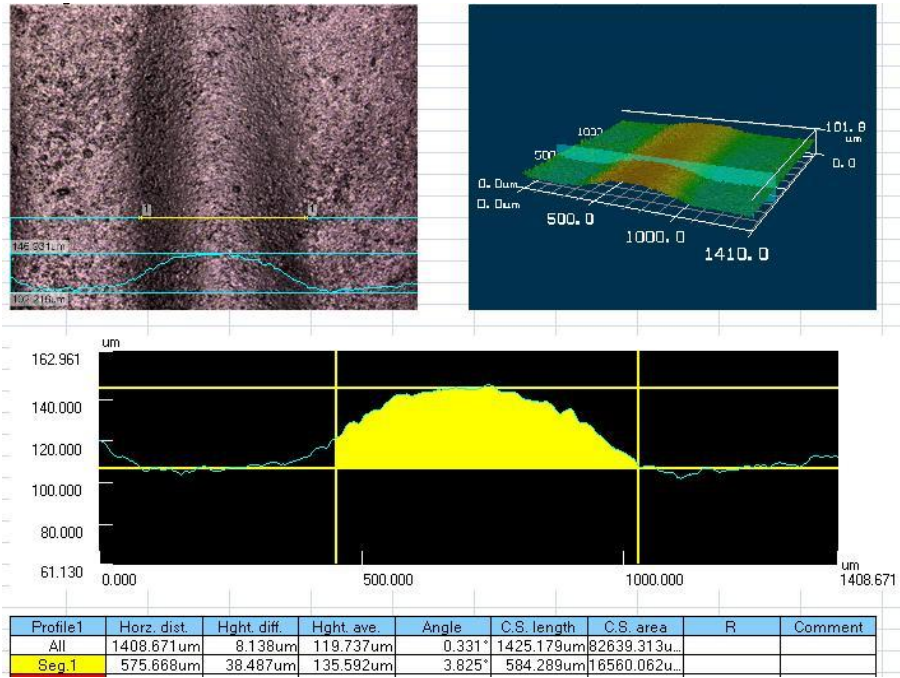 1
1
146.931um
102.216um
101.8
um
0.0
1000
500
0.0um
0.0um
500.0
1000.0
1410.0
um
162.961
140.000
120.000
100.000
80.000
61.130
0.000 500.000 1000.000 um
1408.671
Profile1 Horz. dist. Hght. diff. Hght. ave. Angle C.S. length C.S. area R Comment
All 1408.671um 8.138um 119.737um 0.331° 1425.179um 82639.313u...
Seg.1 575.668um 38.487um 135.592um 3.825° 584.289um 16560.062u...